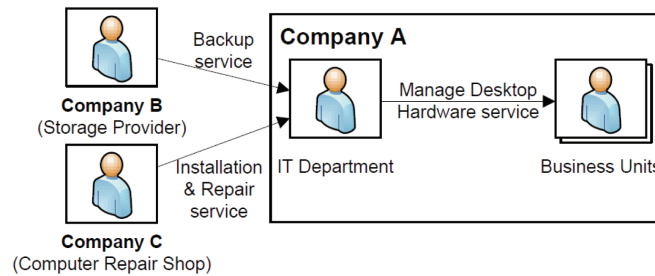 Backup
service
Company B
(Storage Provider)
Installation
& Repair
service
Company C
(Computer Repair Shop)
Company A
IT Department
Manage Desktop
Hardware service
Business Units